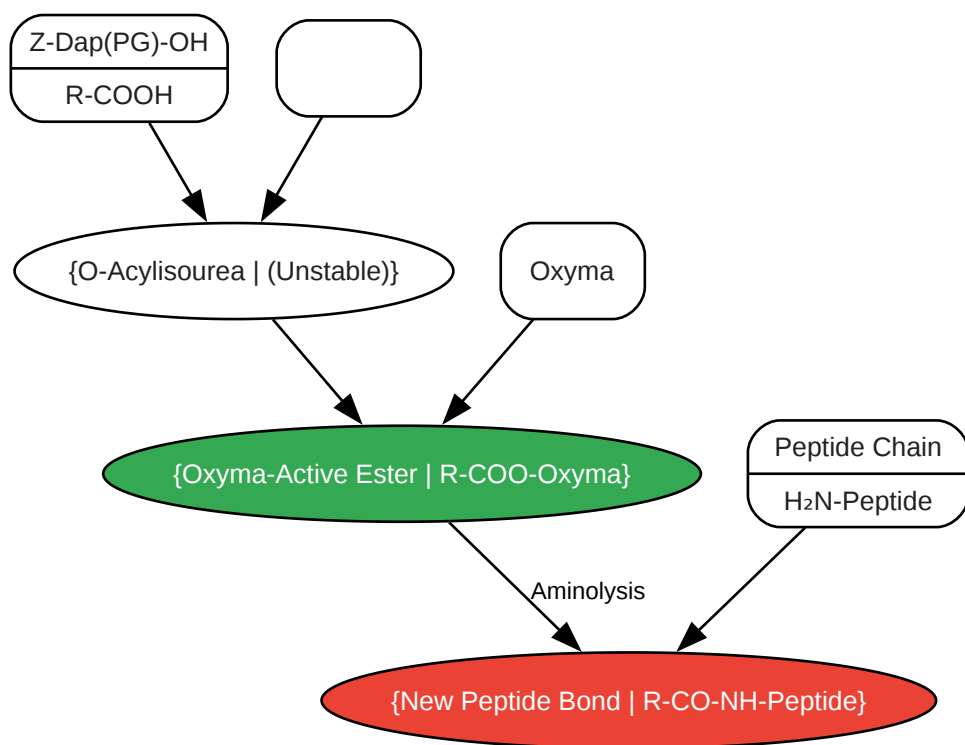 Z-Dap(PG)-OH
R-COOH
{O-Acylisourea | (Unstable)}
Oxyma
{Oxyma-Active Ester | R-COO-Oxyma}
Peptide Chain
H₂N-Peptide
Aminolysis
{New Peptide Bond | R-CO-NH-Peptide}